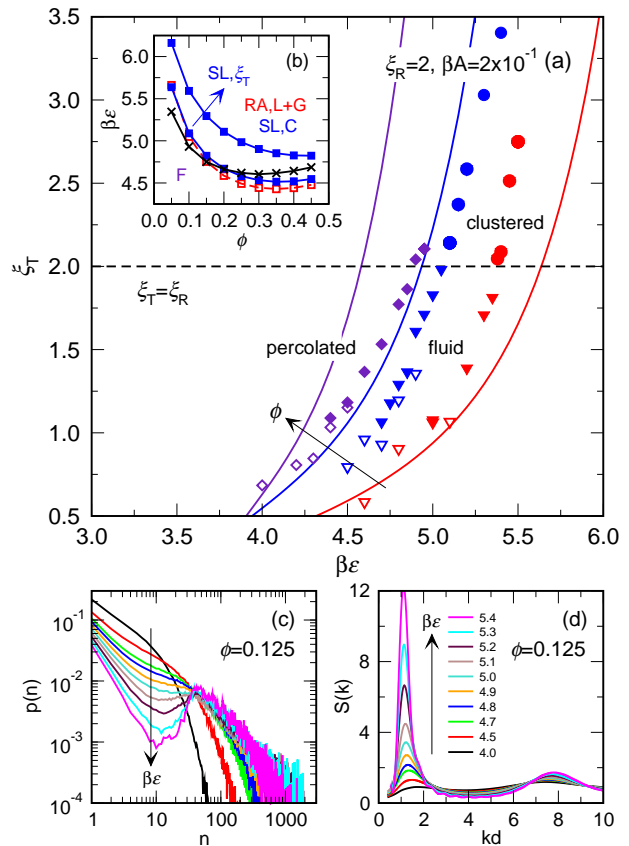 ξ_R=2, βA=2x10^-1 (a)
3.5
3.0
2.5
2.0
1.5
1.0
0.5
ξ_T
(b)
6.0
5.5
5.0
4.5
βε
SL,ξ_T
RA,L+G
SL,C
F
0.0 0.1 0.2 0.3 0.4 0.5
ϕ
clustered
ξ_T=ξ_R
percolated
fluid
ϕ
3.0 3.5 4.0 4.5 5.0 5.5 6.0
βε
(c)
ϕ=0.125
10^-1
10^-2
10^-3
10^-4
p(n)
βε
1 10 100 1000
n
(d)
ϕ=0.125
12
8
4
0
S(k)
βε
5.4
5.3
5.2
5.1
5.0
4.9
4.8
4.7
4.5
4.0
0 2 4 6 8 10
kd